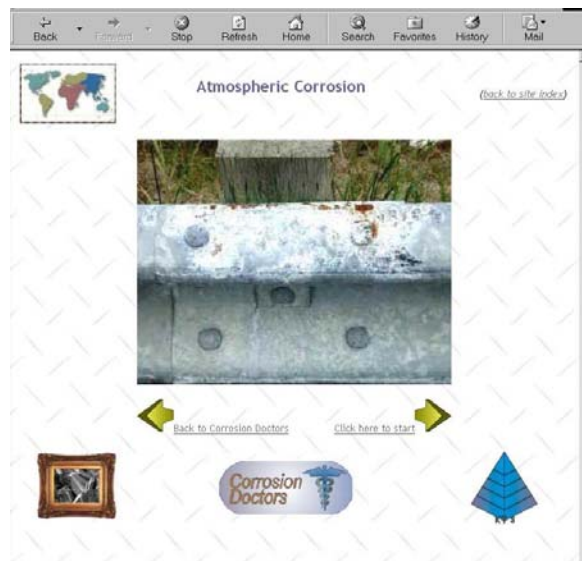 Back Forward Stop Refresh Home Search Favorites History Mail
Atmospheric Corrosion
(back to site index)
Back to Corrosion Doctors
Click here to start
Corrosion
Doctors